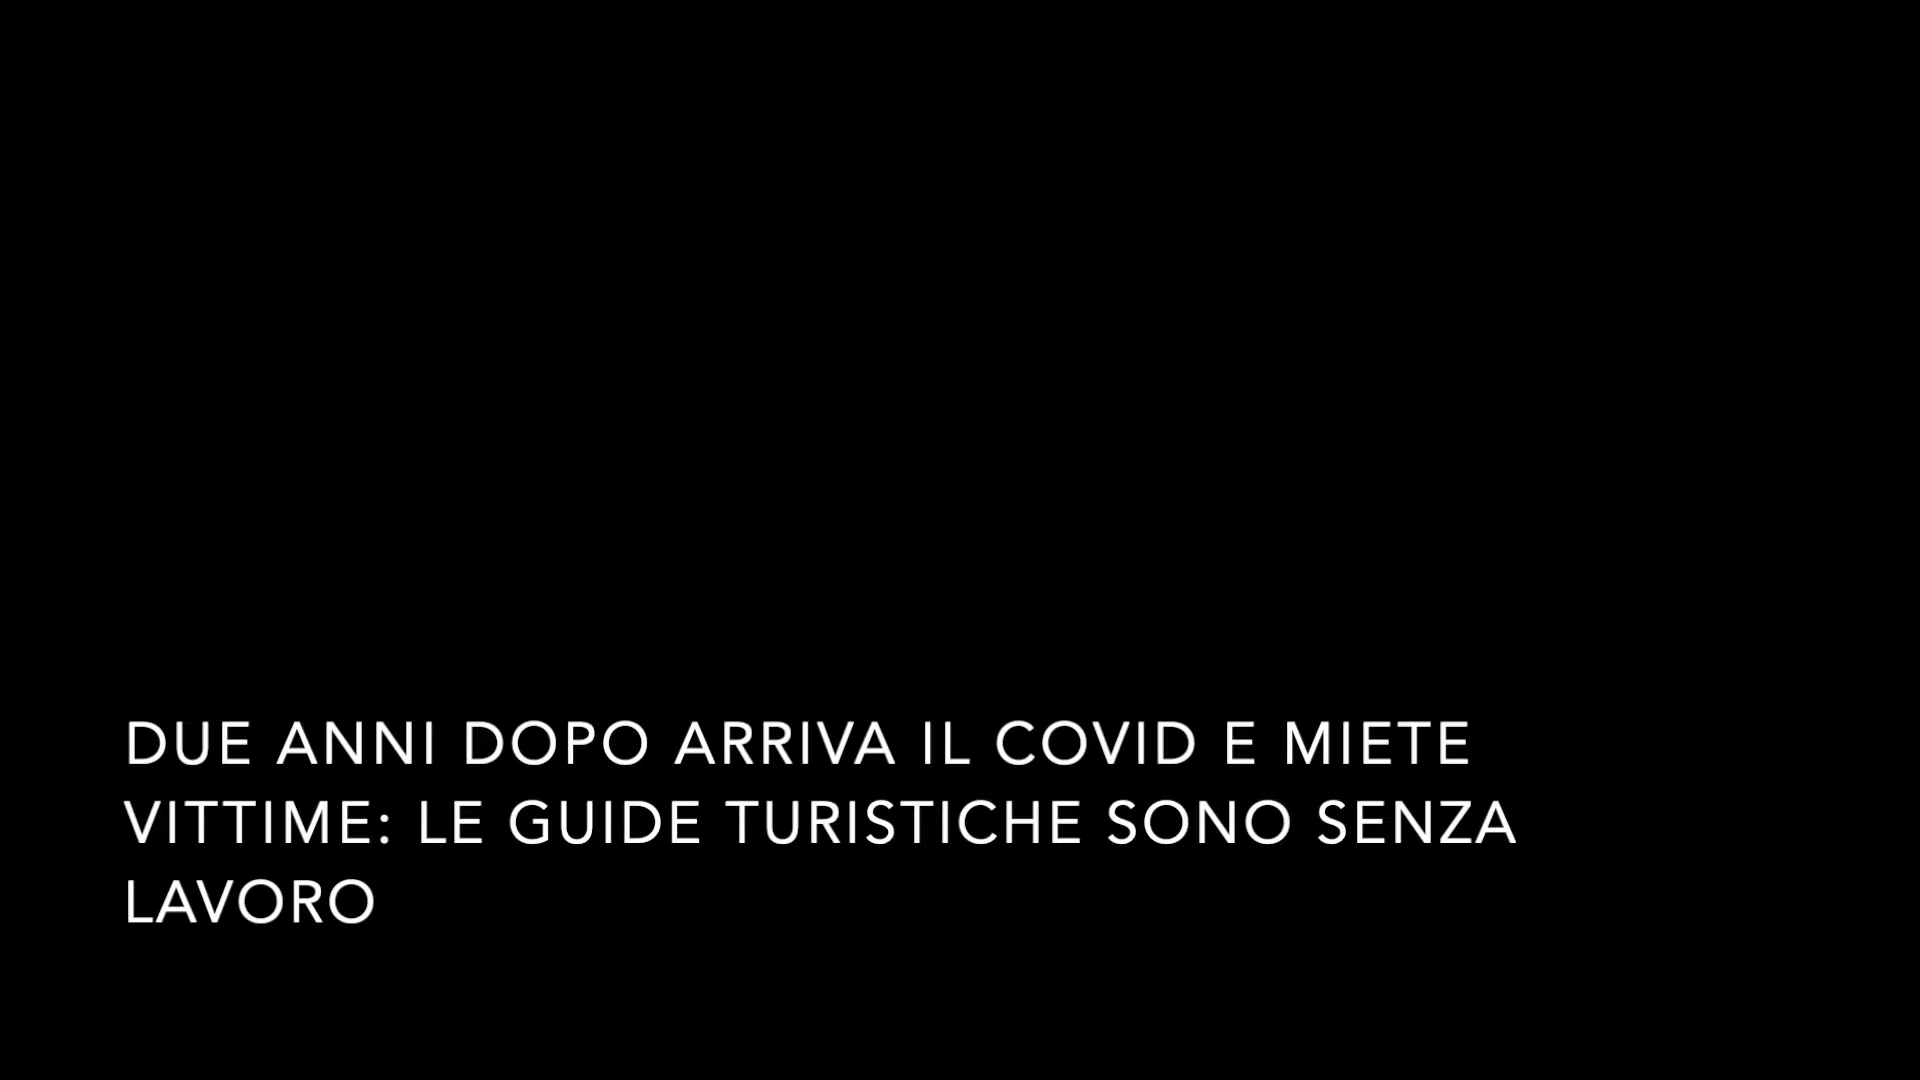 DUE ANNI DOPO ARRIVA IL COVID E MIETE
VITTIME: LE GUIDE TURISTICHE SONO SENZA
LAVORO